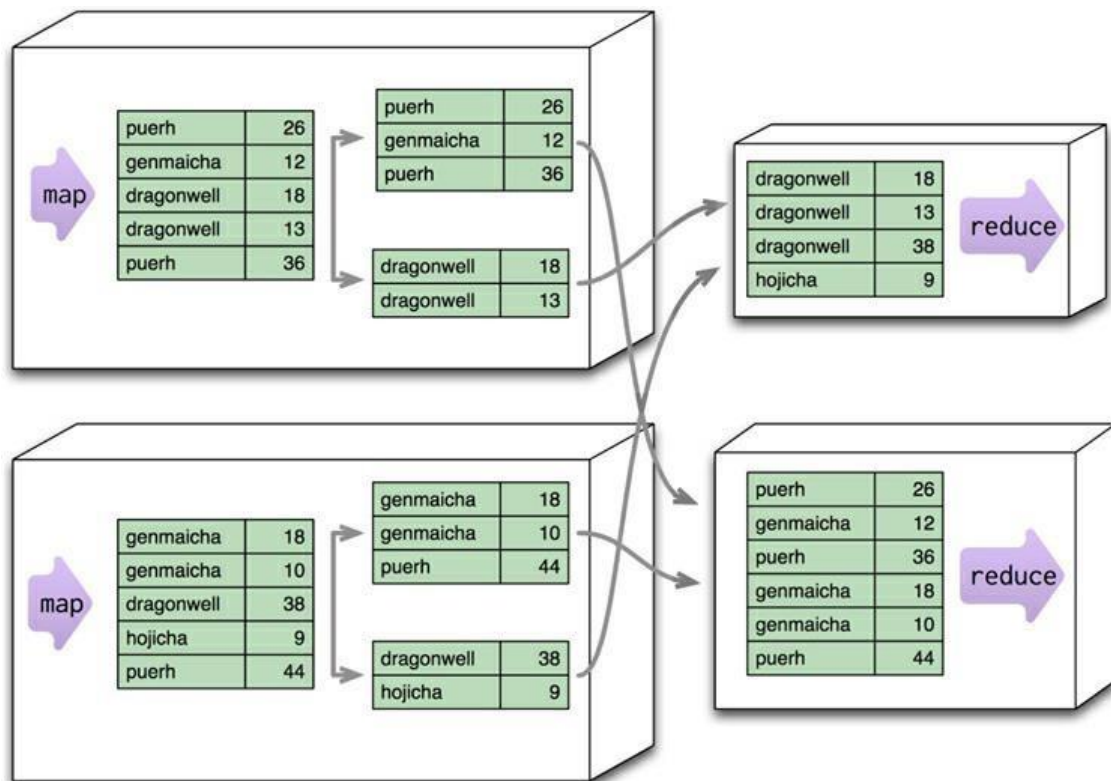 map
puerh 26
genmaicha 12
dragonwell 18
dragonwell 13
puerh 36
puerh 26
genmaicha 12
puerh 36
dragonwell 18
dragonwell 13
dragonwell 18
dragonwell 13
dragonwell 38
hojicha 9
reduce
map
genmaicha 18
genmaicha 10
dragonwell 38
hojicha 9
puerh 44
genmaicha 18
genmaicha 10
puerh 44
dragonwell 38
hojicha 9
puerh 26
genmaicha 12
puerh 36
genmaicha 18
genmaicha 10
puerh 44
reduce